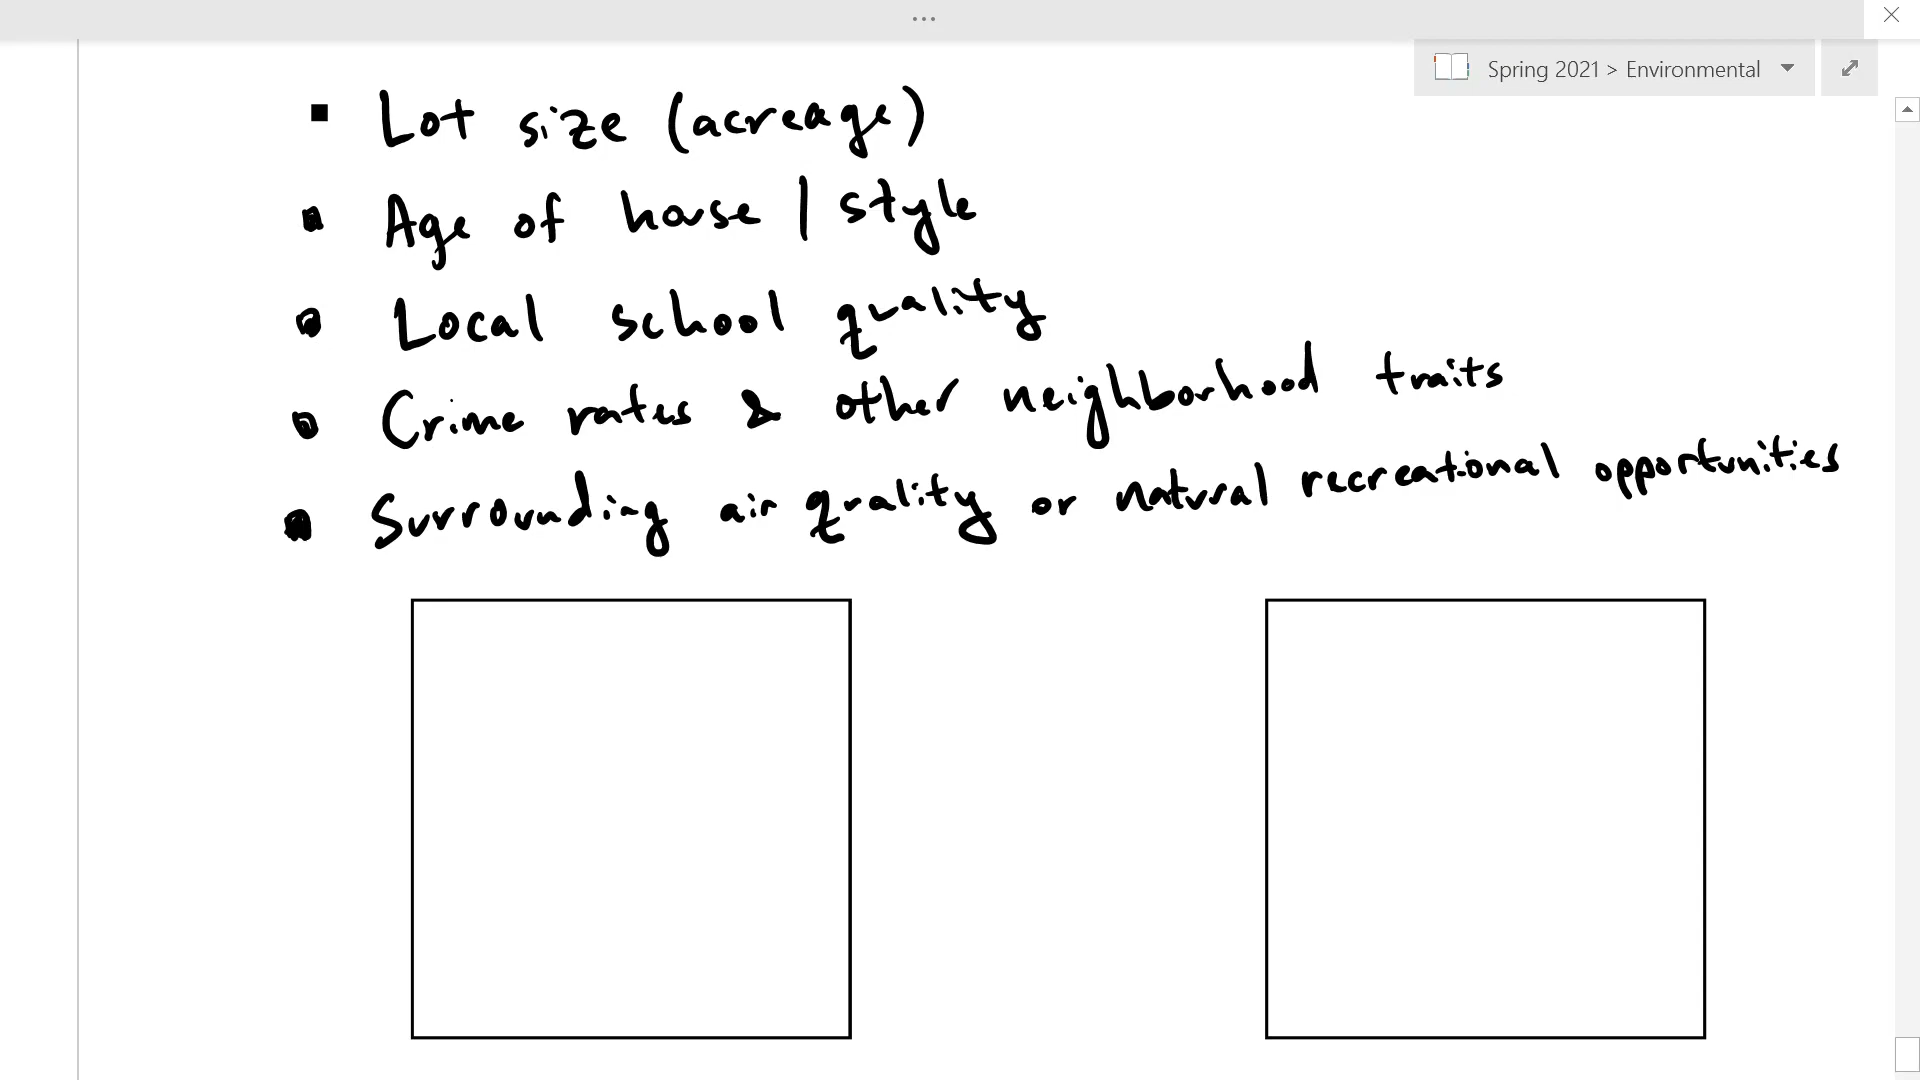 Spring 2021 > Environmental
Lot size (acreage)
Age of house | style
Local school quality
Crime rates & other neighborhood traits
Surrounding air quality or natural recreational opportunities